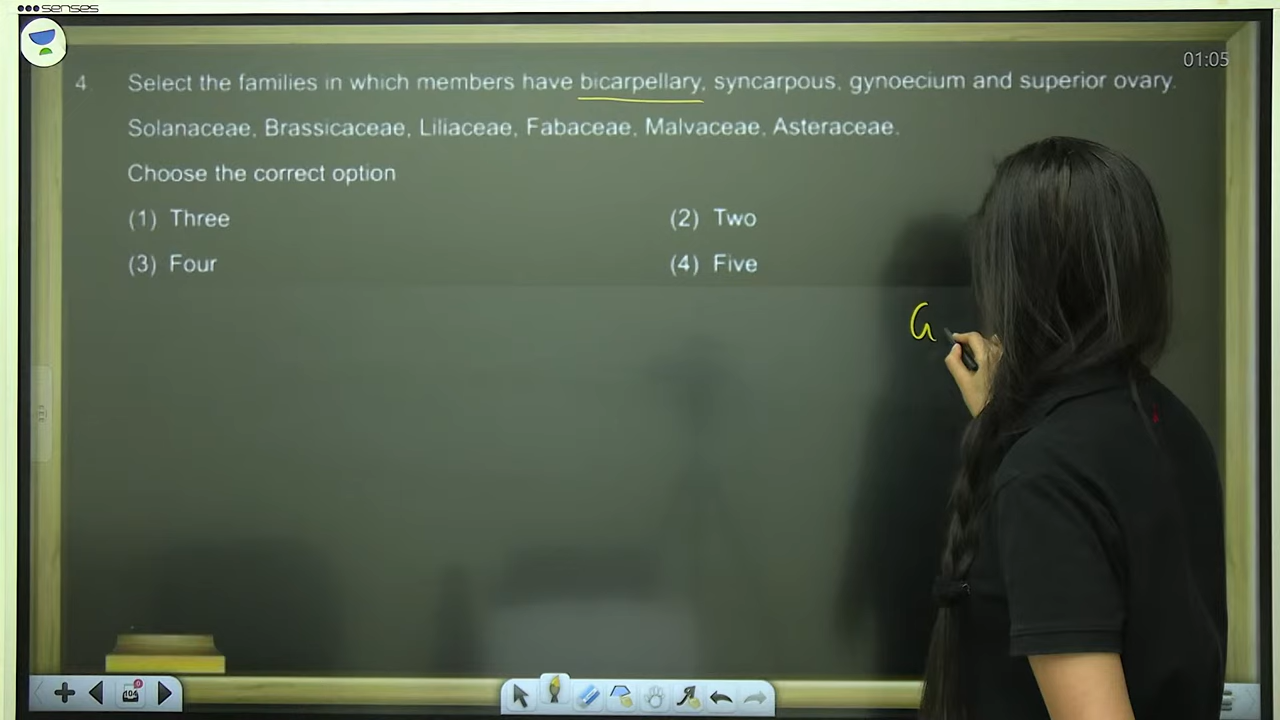 senses
01:05
4 Select the families in which members have bicarpellary, syncarpous, gynoecium and superior ovary.
Solanaceae, Brassicaceae, Liliaceae, Fabaceae, Malvaceae, Asteraceae.
Choose the correct option
(1) Three (2) Two
(3) Four (4) Five
G